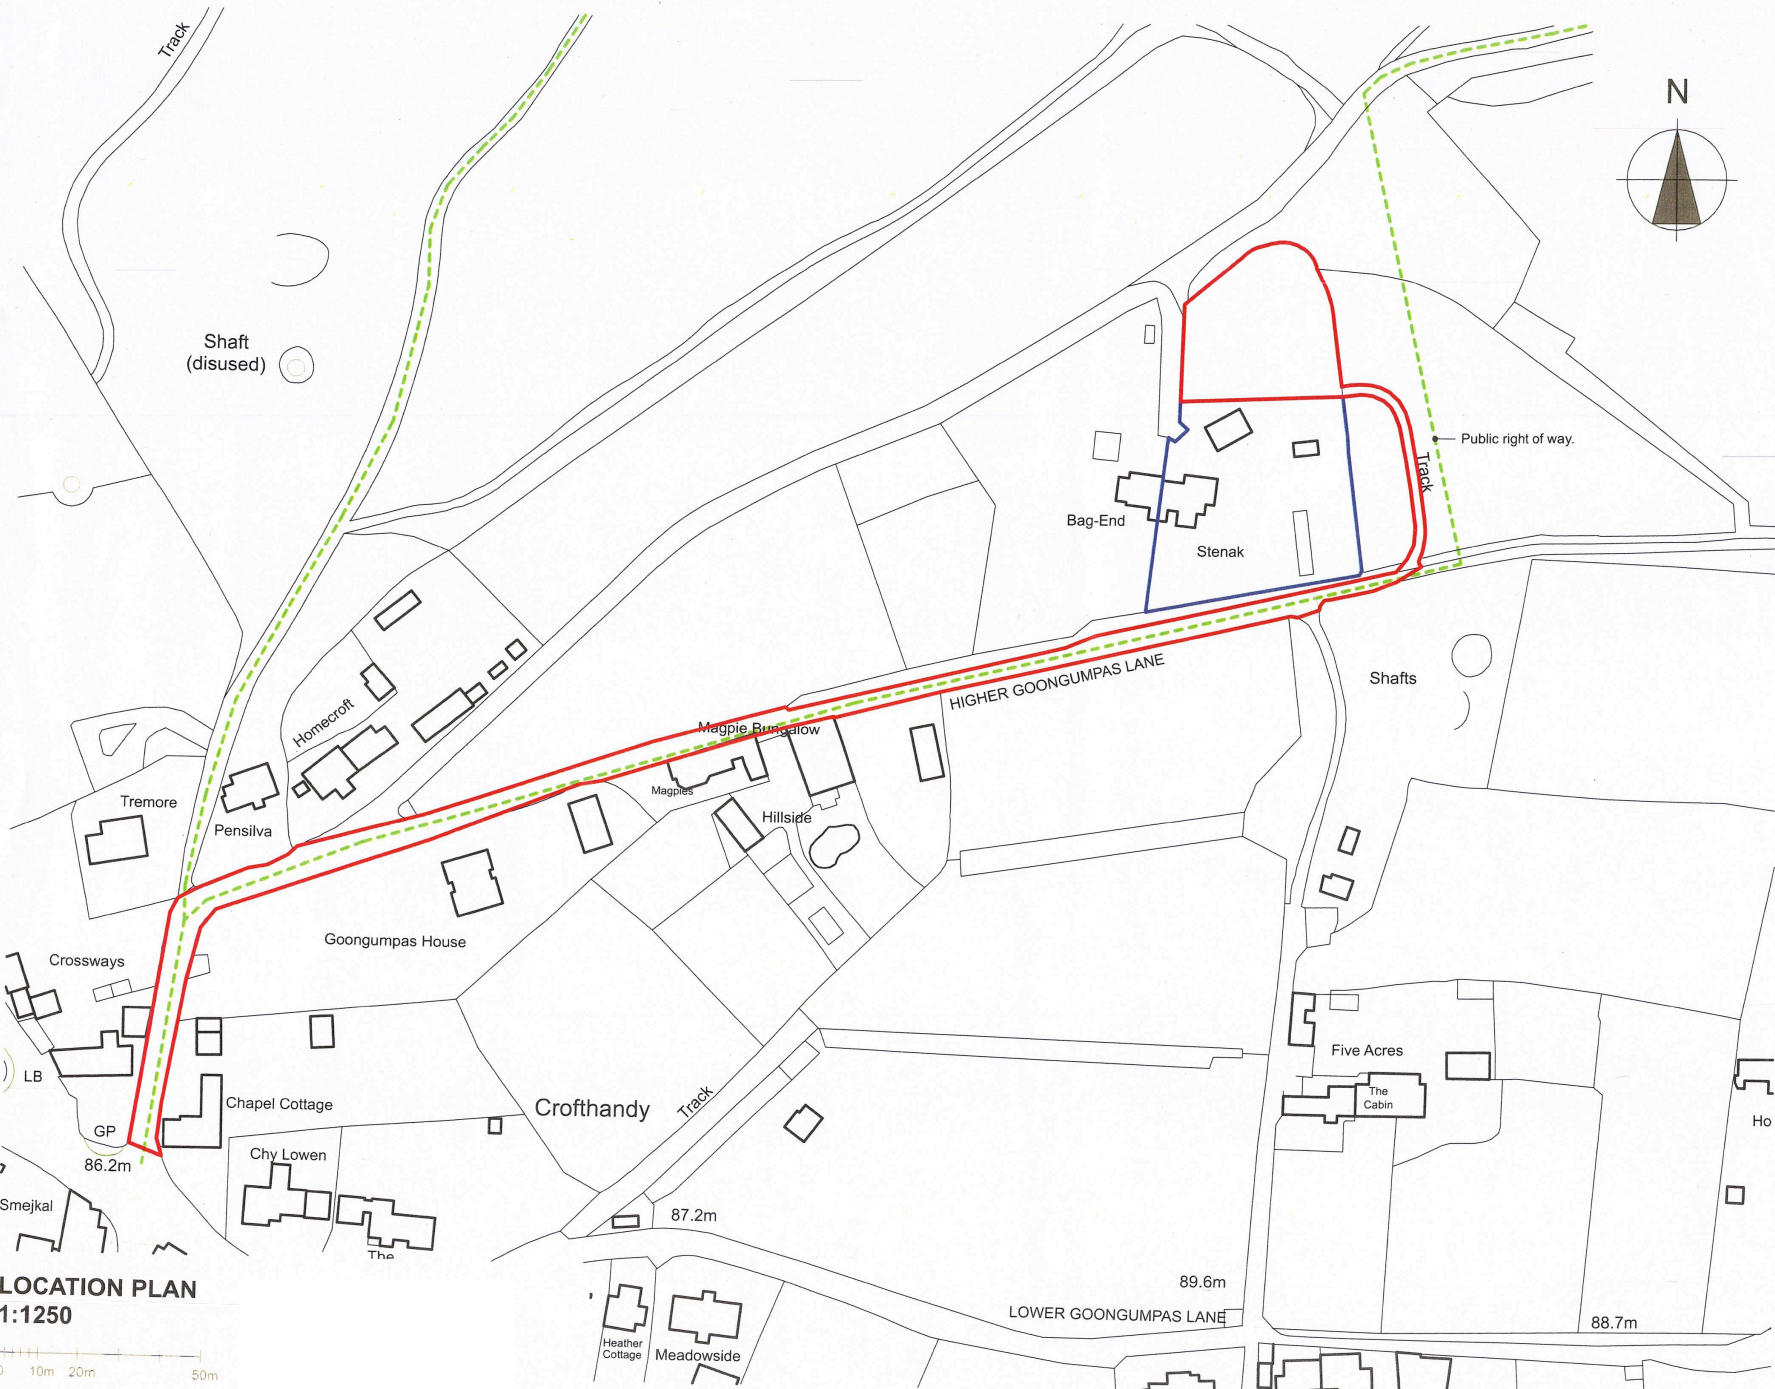 Track
N
Shaft
(disused)
Public right of way.
Track
Bag-End
Stenak
HIGHER GOONGUMPAS LANE
Shafts
Homecroft
Magpie Bungalow
Magpies
Tremore
Pensilva
Hillside
Goongumpas House
Crossways
Five Acres
LB
The
Cabin
Chapel Cottage
Crofthandy
Track
GP
Ho
86.2m
Chy Lowen
Smejkal
87.2m
The
LOCATION PLAN
1:1250
89.6m
LOWER GOONGUMPAS LANE
88.7m
Heather
Cottage
Meadowside
0
10m
20m
50m